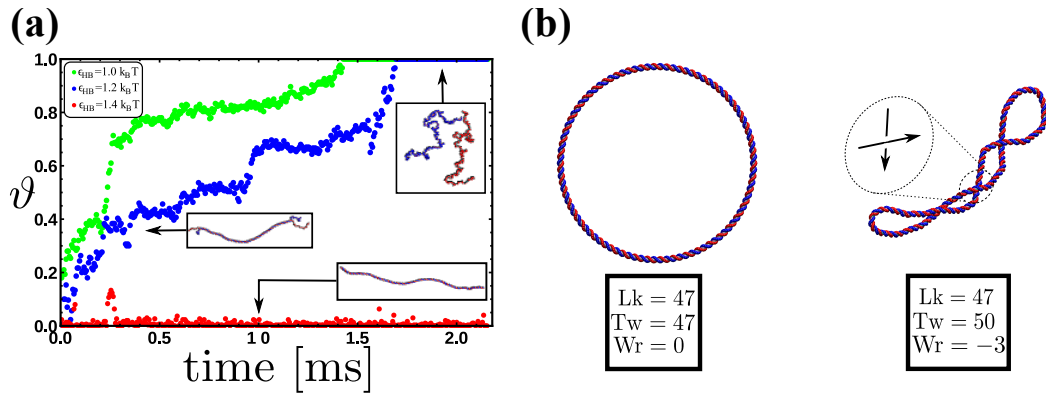 (a)
(b)
1.0
0.8
0.6
0.4
0.2
0.0
ϑ
ϵHB=1.0 kBT
ϵHB=1.2 kBT
ϵHB=1.4 kBT
0.0 0.5 1.0 1.5 2.0
time [ms]
Lk = 47
Tw = 47
Wr = 0
Lk = 47
Tw = 50
Wr = −3